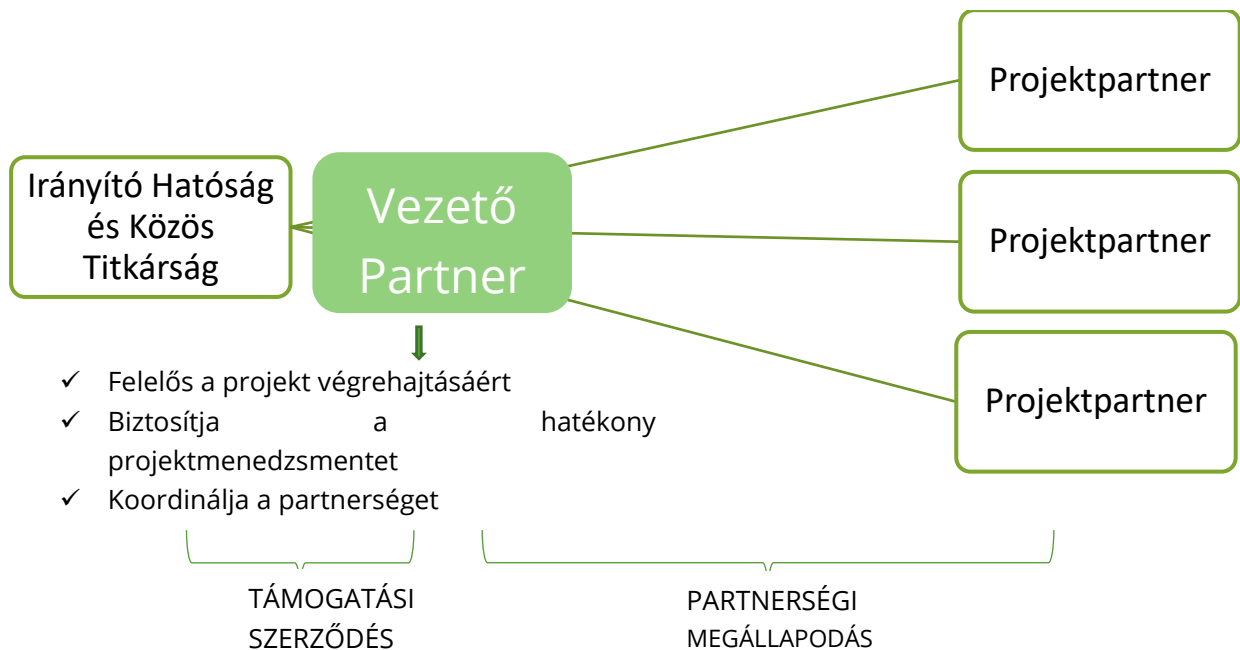 Irányító Hatóság
és Közös
Titkárság
Vezető
Partner
Projektpartner
Projektpartner
Projektpartner
✓ Felelős a projekt végrehajtásáért
✓ Biztosítja a hatékony
projektmenedzsmentet
✓ Koordinálja a partnerséget
TÁMOGATÁSI
SZERZŐDÉS
PARTNERSÉGI
MEGÁLLAPODÁS